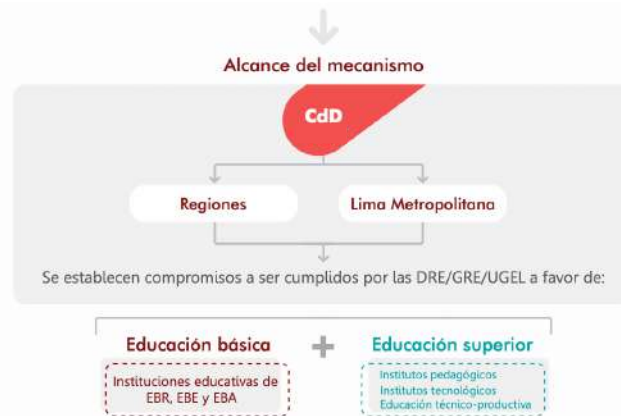 Alcance del mecanismo
CdD
Regiones
Lima Metropolitana
Se establecen compromisos a ser cumplidos por las DRE/GRE/UGEL a favor de:
Educación básica
+
Educación superior
Instituciones educativas de
EBR, EBE y EBA
Institutos pedagógicos
Institutos tecnológicos
Educación técnico-productiva